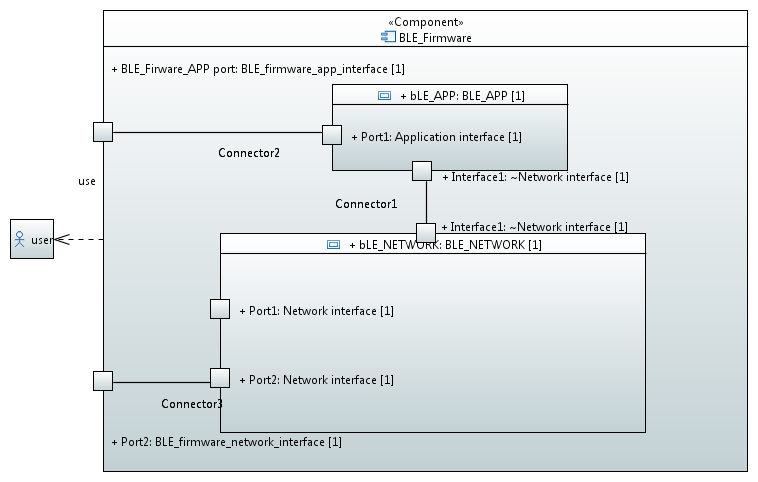 «Component»
BLE_Firmware
+ BLE_Firware_APP port: BLE_firmware_app_interface [1]
+ bLE_APP: BLE_APP [1]
+ Port1: Application interface [1]
Connector2
+ Interface1: ~Network interface [1]
use
Connector1
+ Interface1: ~Network interface [1]
user
+ bLE_NETWORK: BLE_NETWORK [1]
+ Port1: Network interface [1]
+ Port2: Network interface [1]
Connector3
+ Port2: BLE_firmware_network_interface [1]